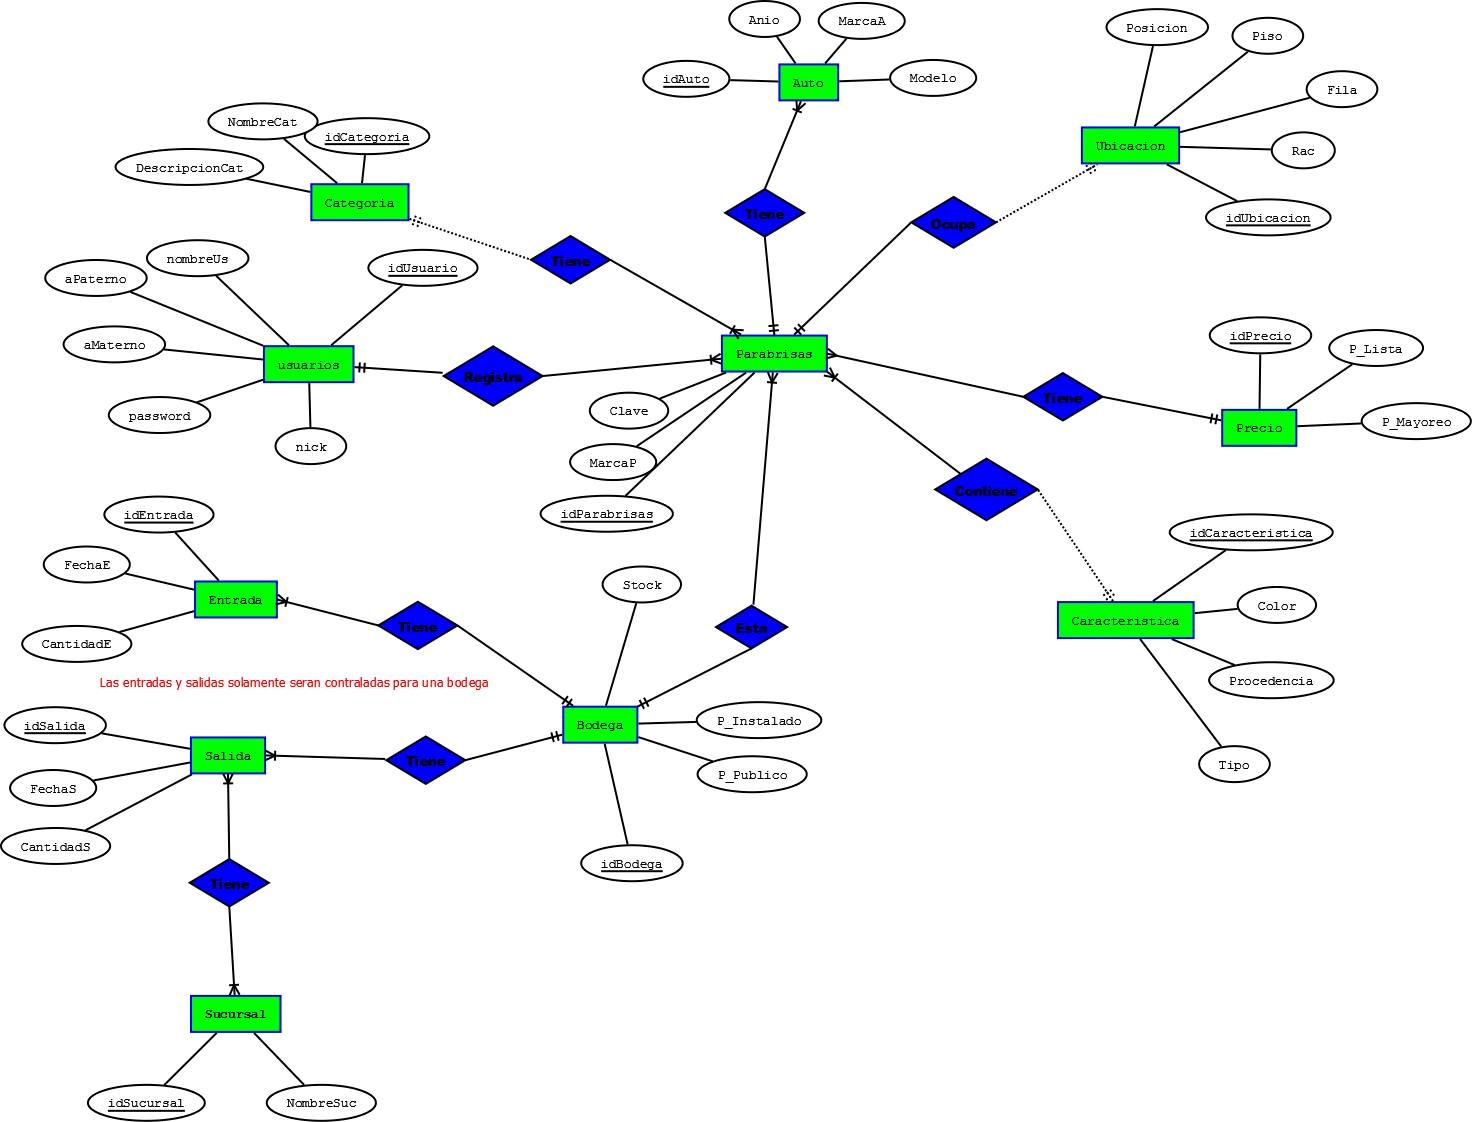 Anio
MarcaA
Posicion
Piso
idAuto
Auto
Modelo
Fila
NombreCat
idCategoria
Ubicacion
Rac
DescripcionCat
Categoria
Tiene
Ocupa
idUbicacion
nombreUs
idUsuario
Tiene
aPaterno
aMaterno
usuarios
Registra
Parabrisas
idPrecio
P_Lista
password
nick
Clave
MarcaP
idParabrisas
Tiene
Precio
P_Mayoreo
Contiene
idEntrada
FechaE
Entrada
CantidadE
Tiene
Stock
Esta
idCaracteristica
Color
Caracteristica
Procedencia
Tipo
Las entradas y salidas solamente seran contraladas para una bodega
idSalida
Salida
FechaS
CantidadS
Tiene
Bodega
P_Instalado
P_Publico
idBodega
Tiene
Sucursal
idSucursal
NombreSuc